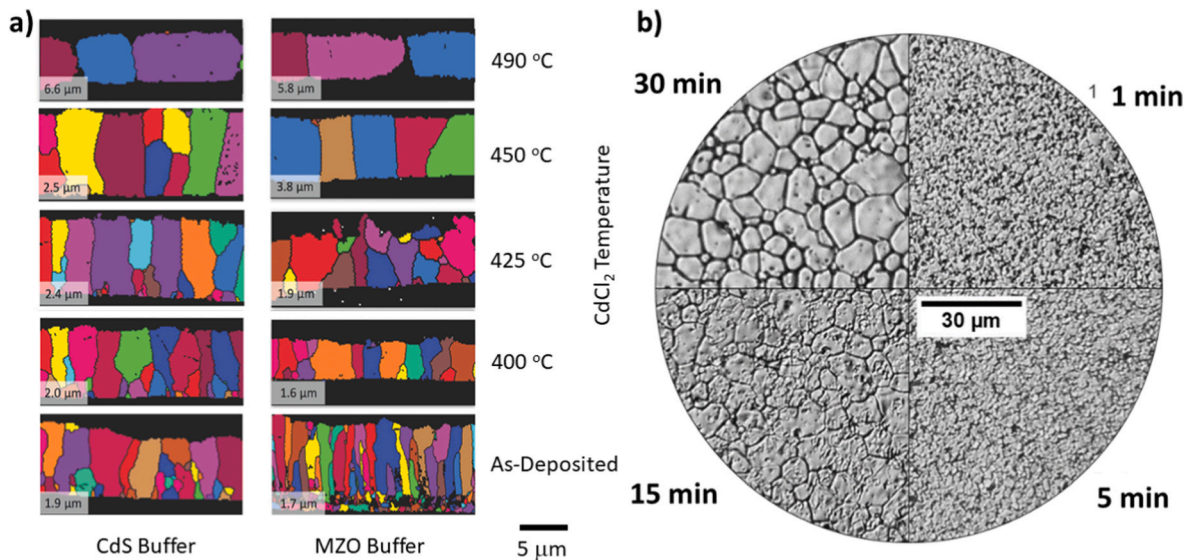 a)
6.6 µm
5.8 µm
490 °C
2.5 µm
3.8 µm
450 °C
2.4 µm
1.9 µm
425 °C
2.0 µm
1.6 µm
400 °C
1.9 µm
1.7 µm
As-Deposited
CdS Buffer
MZO Buffer
5 µm
CdCl₂ Temperature
b)
30 min
1
1 min
30 µm
15 min
5 min